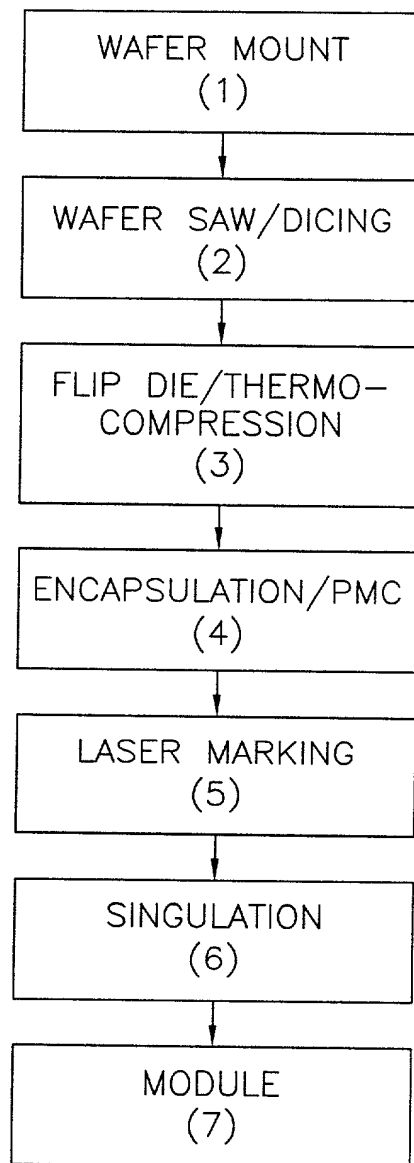 WAFER MOUNT
(1)
WAFER SAW/DICING
(2)
FLIP DIE/THERMO-
COMPRESSION
(3)
ENCAPSULATION/PMC
(4)
LASER MARKING
(5)
SINGULATION
(6)
MODULE
(7)